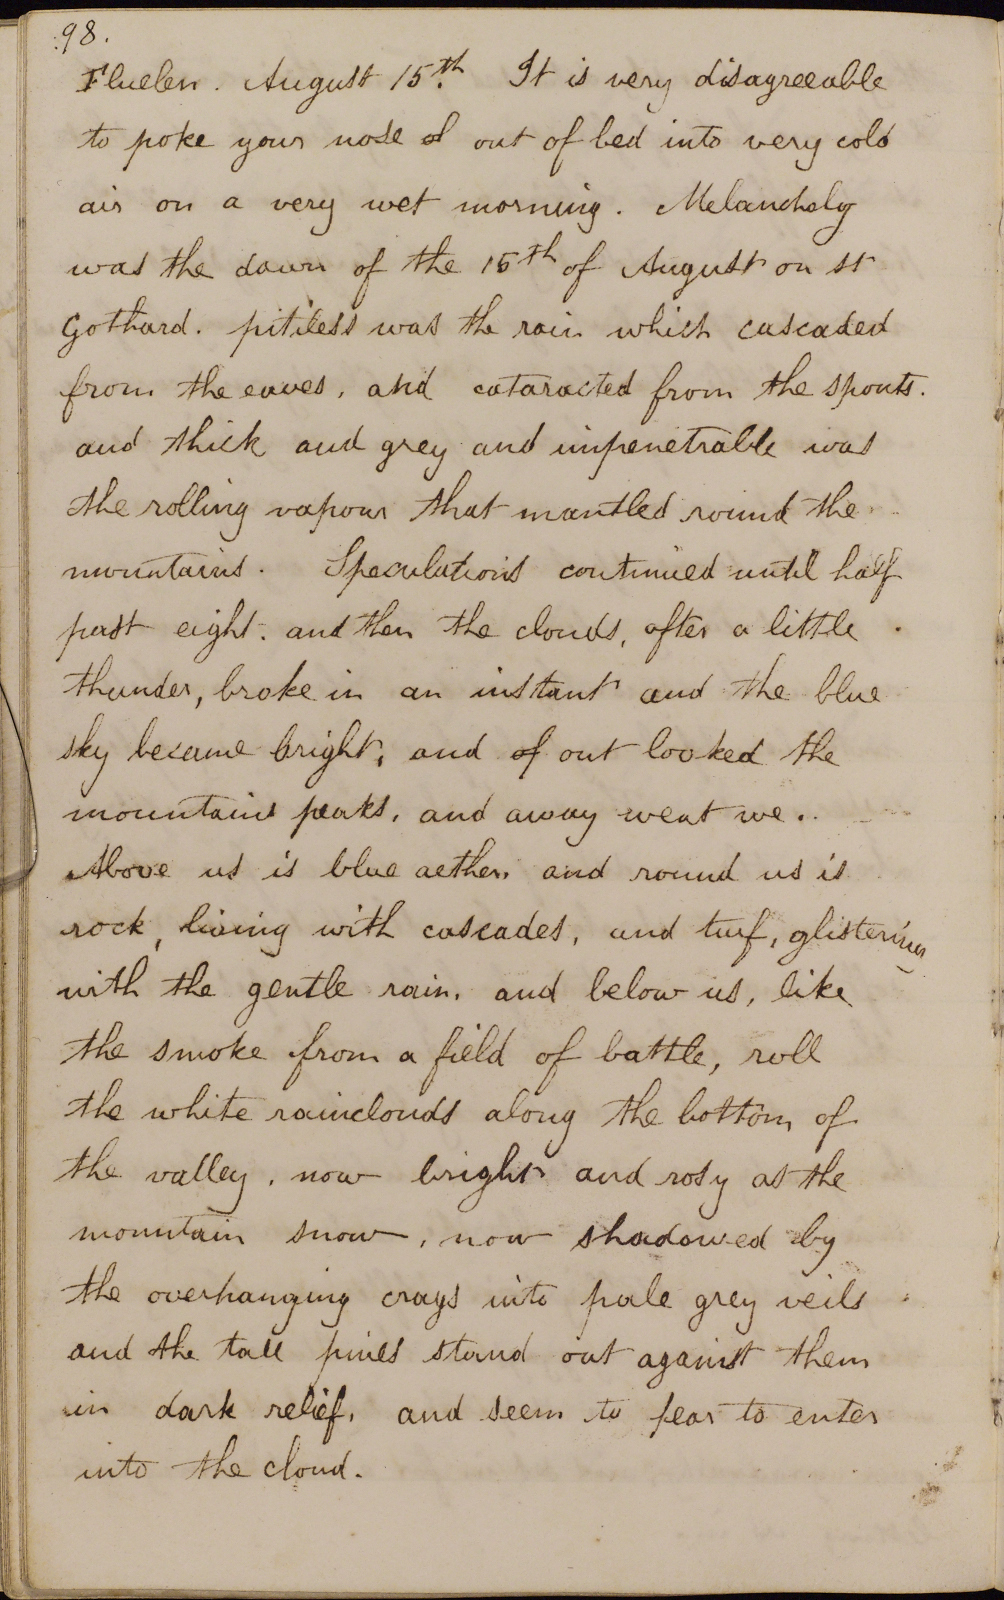 98.
Fluelen. August 15th. It is very disagreeable
to poke your nose out of bed into very cold
air on a very wet morning. Melancholy
was the dawn of the 15th of August on st
Gothard. pitiless was the rain which cascaded
from the eaves, and cataracted from the spouts.
and thick and grey and impenetrable was
the rolling vapour that mantled round the
mountains. Speculations continued until half
past eight. and then the clouds, after a little
thunder, broke in an instant and the blue
sky became bright, and of out looked the
mountains peaks, and away went we.
Above us is blue aether, and round us is
rock, living with cascades, and turf, glistening
with the gentle rain, and below us, like
the smoke from a field of battle, roll
the white rainclouds along the bottom of
the valley, now bright and rosy as the
mountain snow, now shadowed by
the overhanging crags into pale grey veils
and the tall pines stand out against them
in dark relief, and seem to fear to enter
into the cloud.